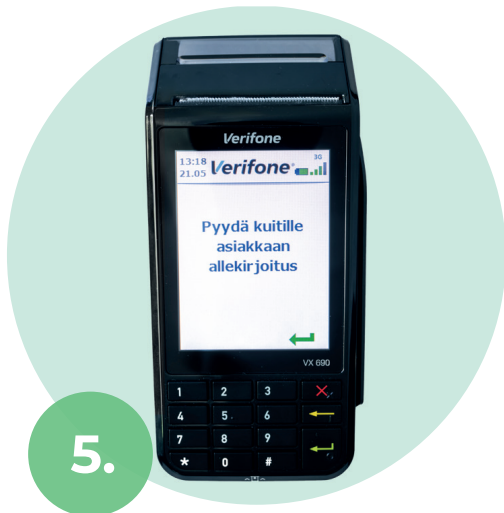 Verifone
13:18 Verifone 3G
21.05
Pyydä kuitille
asiakkaan
allekirjoitus
VX 690
1 2 3 X
4 5 6
7 8 9
* 0 #
5.